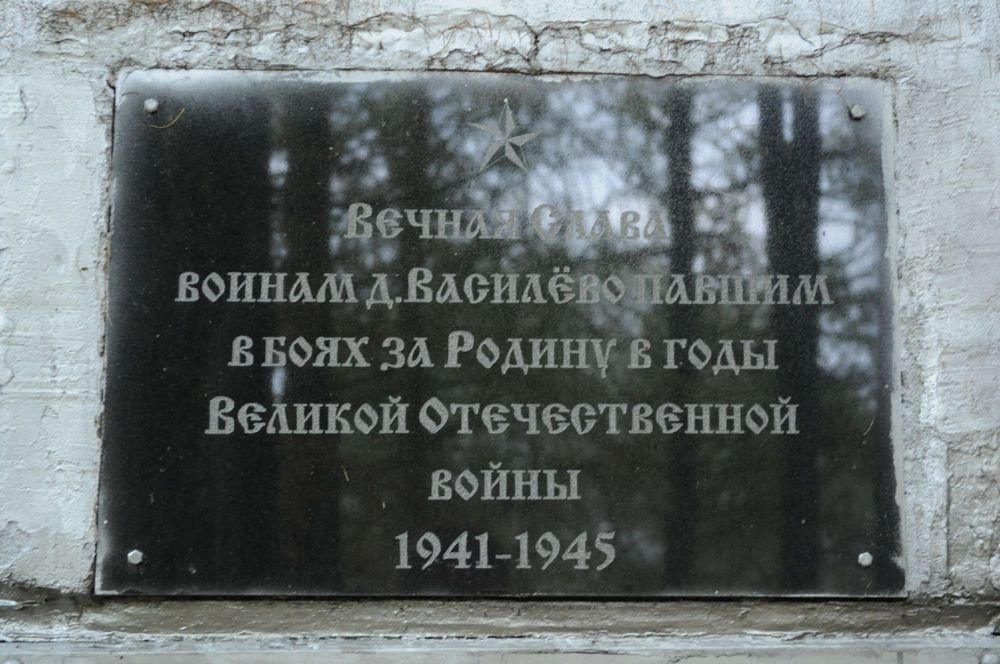 Вечная Слава
воинам д.Василёво павшим
в боях за Родину в годы
Великой Отечественной
войны
1941-1945